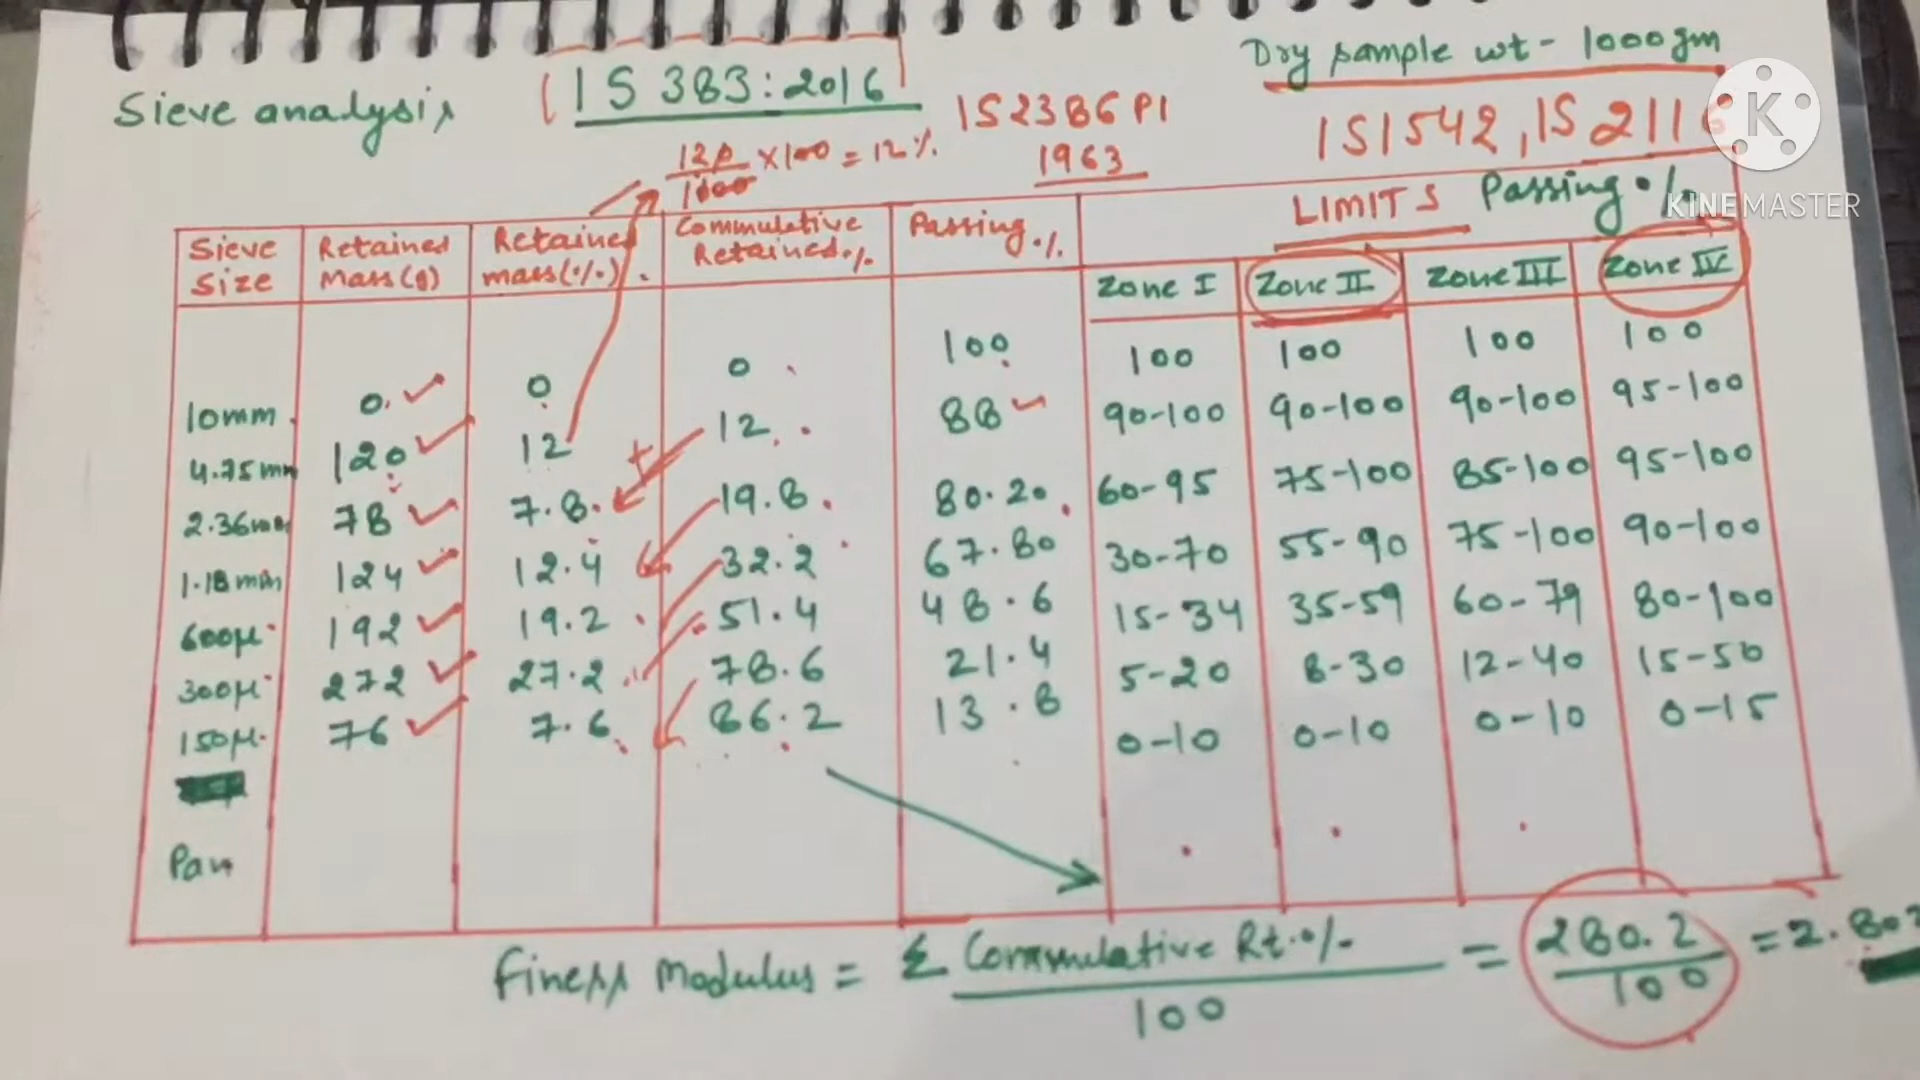 Dry sample wt - 1000gm
Sieve analysis IS 383:2016
IS 2386 P1
1963
IS 1542, IS 2116
K
KINEMASTER
120/1000 x100 = 12%.
LIMITS Passing %
Sieve Size | Retained Mass(g) | Retained mass(%). | Commulative Retained.% | Passing.% | Zone I | Zone II | Zone III | Zone IV
10mm | 0 | 0 | 0 | 100 | 100 | 100 | 100 | 100
4.75mm | 120 | 12 | 12 | 88 | 90-100 | 90-100 | 90-100 | 95-100
2.36mm | 78 | 7.8 | 19.8 | 80.20 | 60-95 | 75-100 | 85-100 | 95-100
1.18mm | 124 | 12.4 | 32.2 | 67.80 | 30-70 | 55-90 | 75-100 | 90-100
600μ | 192 | 19.2 | 51.4 | 48.6 | 15-34 | 35-59 | 60-79 | 80-100
300μ | 272 | 27.2 | 78.6 | 21.4 | 5-20 | 8-30 | 12-40 | 15-50
150μ | 76 | 7.6 | 86.2 | 13.8 | 0-10 | 0-10 | 0-10 | 0-15
Pan
Finess Modulus = Σ Commulative Rt.% / 100 = 280.2 / 100 = 2.802